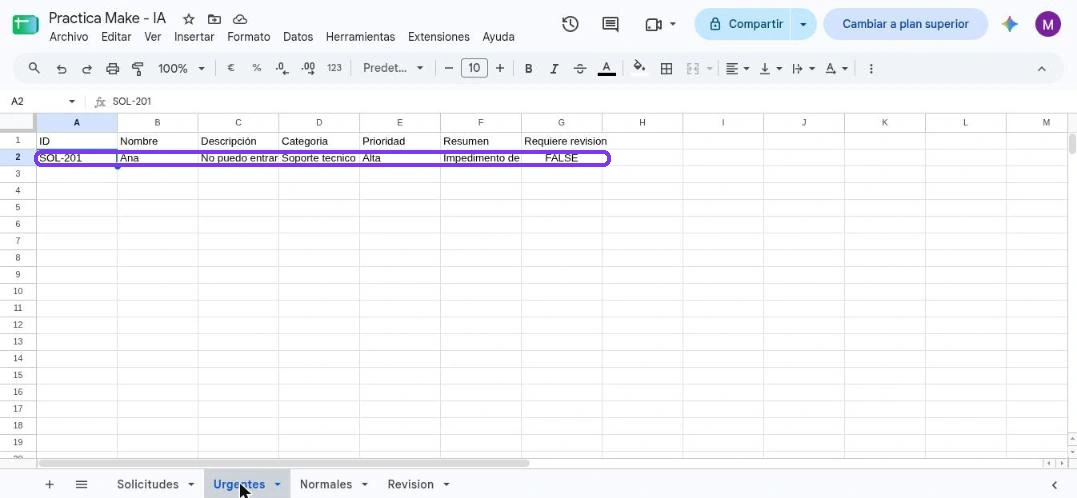 Practica Make - IA
Archivo Editar Ver Insertar Formato Datos Herramientas Extensiones Ayuda
Compartir
Cambiar a plan superior
M
100% € % .0 .00 123 Predet... − 10 + B I S A
A2 fx SOL-201
A B C D E F G H I J K L M
1 ID Nombre Descripción Categoria Prioridad Resumen Requiere revision
2 SOL-201 Ana No puedo entrar Soporte tecnico Alta Impedimento de FALSE
3
4
5
6
7
8
9
10
11
12
13
14
15
16
17
18
19
Solicitudes Urgentes Normales Revision